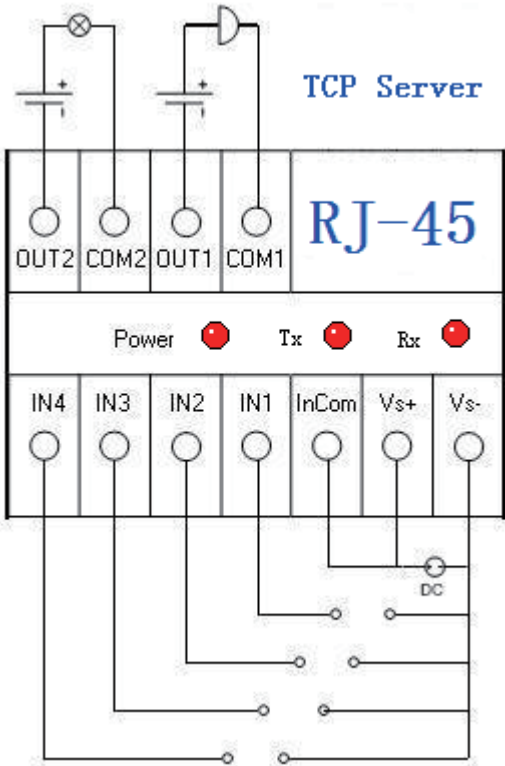 TCP Server
RJ-45
OUT2 COM2 OUT1 COM1
Power Tx Rx
IN4 IN3 IN2 IN1 InCom Vs+ Vs-
DC